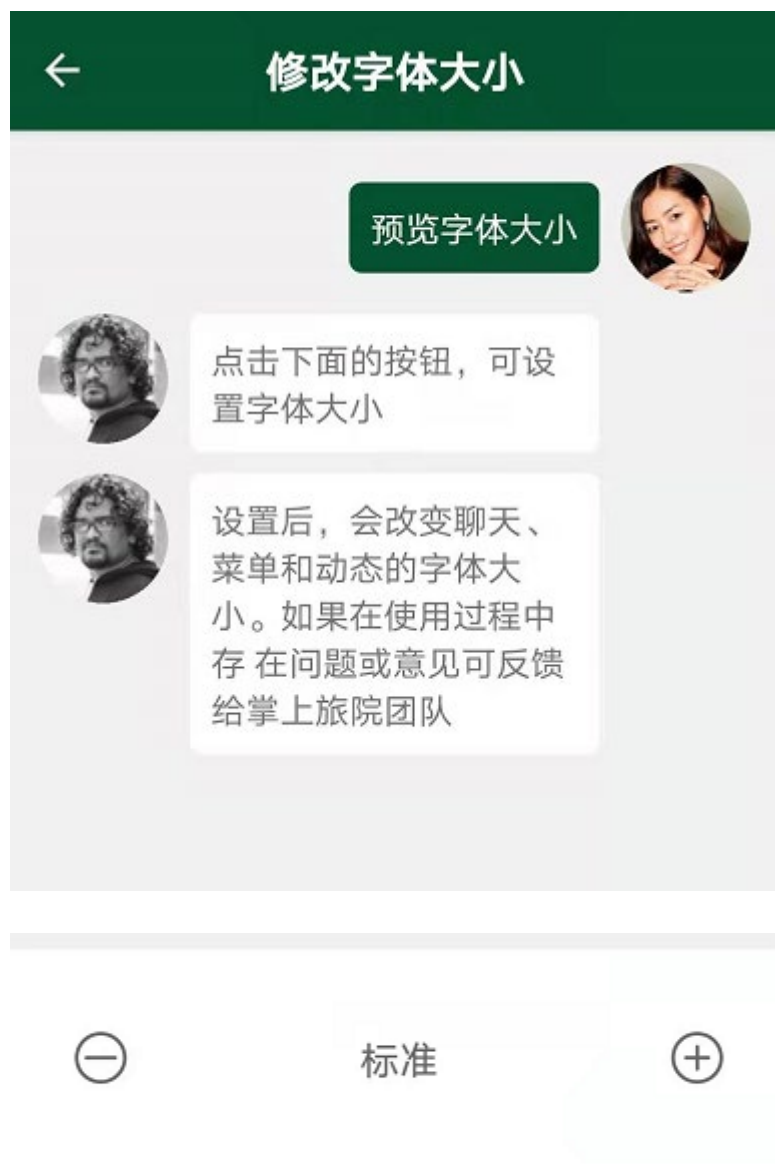 修改字体大小
预览字体大小
点击下面的按钮，可设
置字体大小
设置后，会改变聊天、
菜单和动态的字体大
小。如果在使用过程中
存 在问题或意见可反馈
给掌上旅院团队
标准